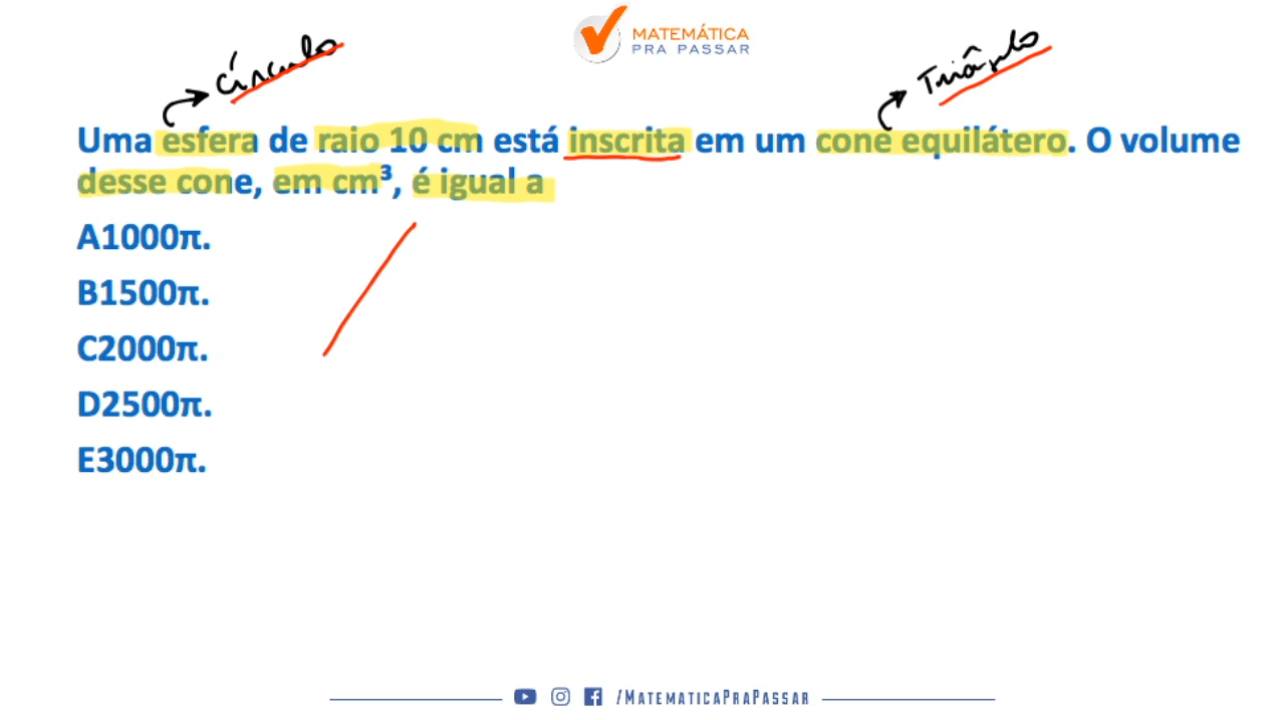 MATEMÁTICA
PRA PASSAR
círculo
Triângulo
Uma esfera de raio 10 cm está inscrita em um cone equilátero. O volume
desse cone, em cm³, é igual a
A1000π.
B1500π.
C2000π.
D2500π.
E3000π.
/MATEMATICAPRAPASSAR